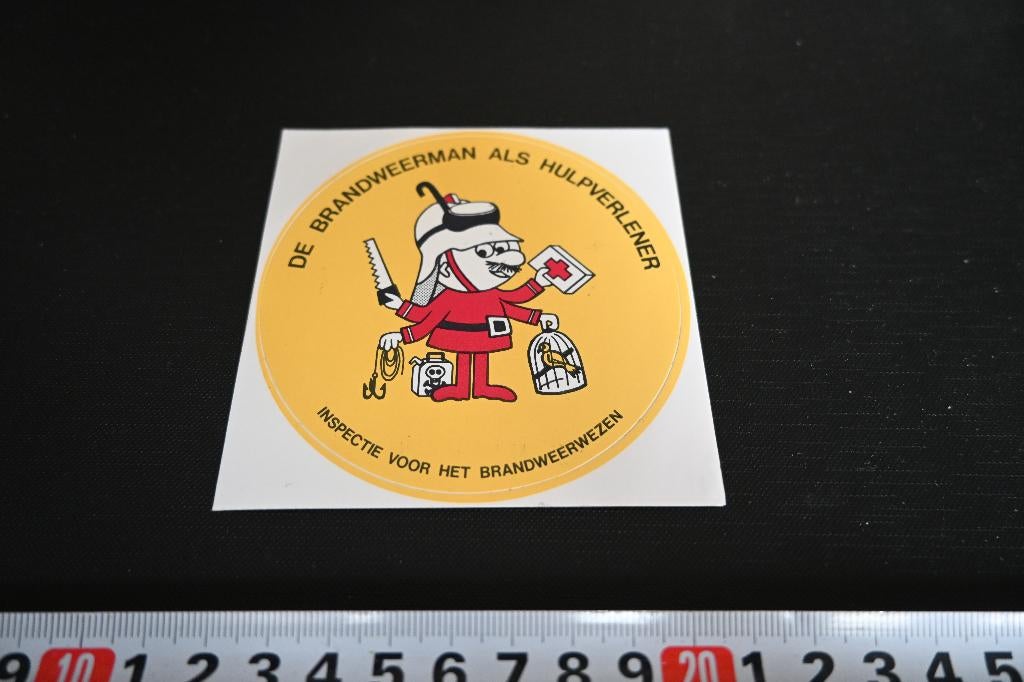 DE BRANDWEERMAN ALS HULPVERLENER
INSPECTIE VOOR HET BRANDWEERWEZEN
9 10 1 2 3 4 5 6 7 8 9 20 1 2 3 4 5